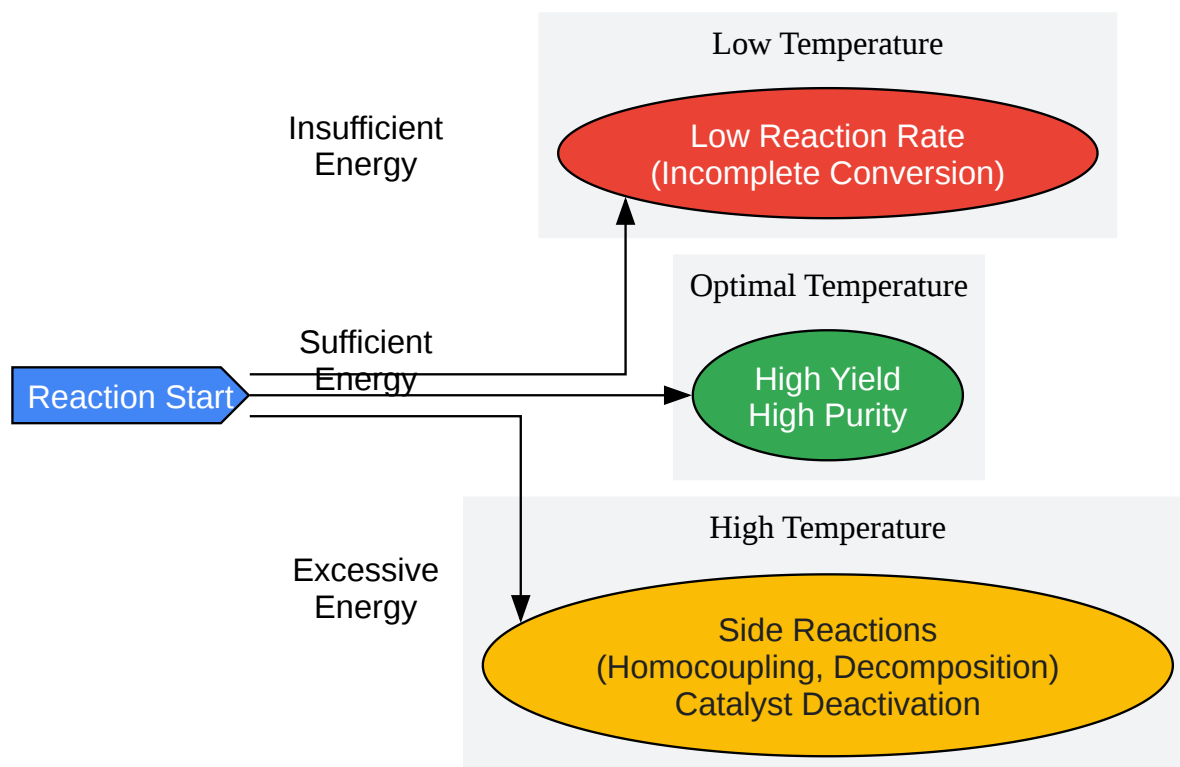 Low Temperature
Insufficient
Energy
Low Reaction Rate
(Incomplete Conversion)
Optimal Temperature
Sufficient
Energy
Reaction Start
High Yield
High Purity
High Temperature
Excessive
Energy
Side Reactions
(Homocoupling, Decomposition)
Catalyst Deactivation